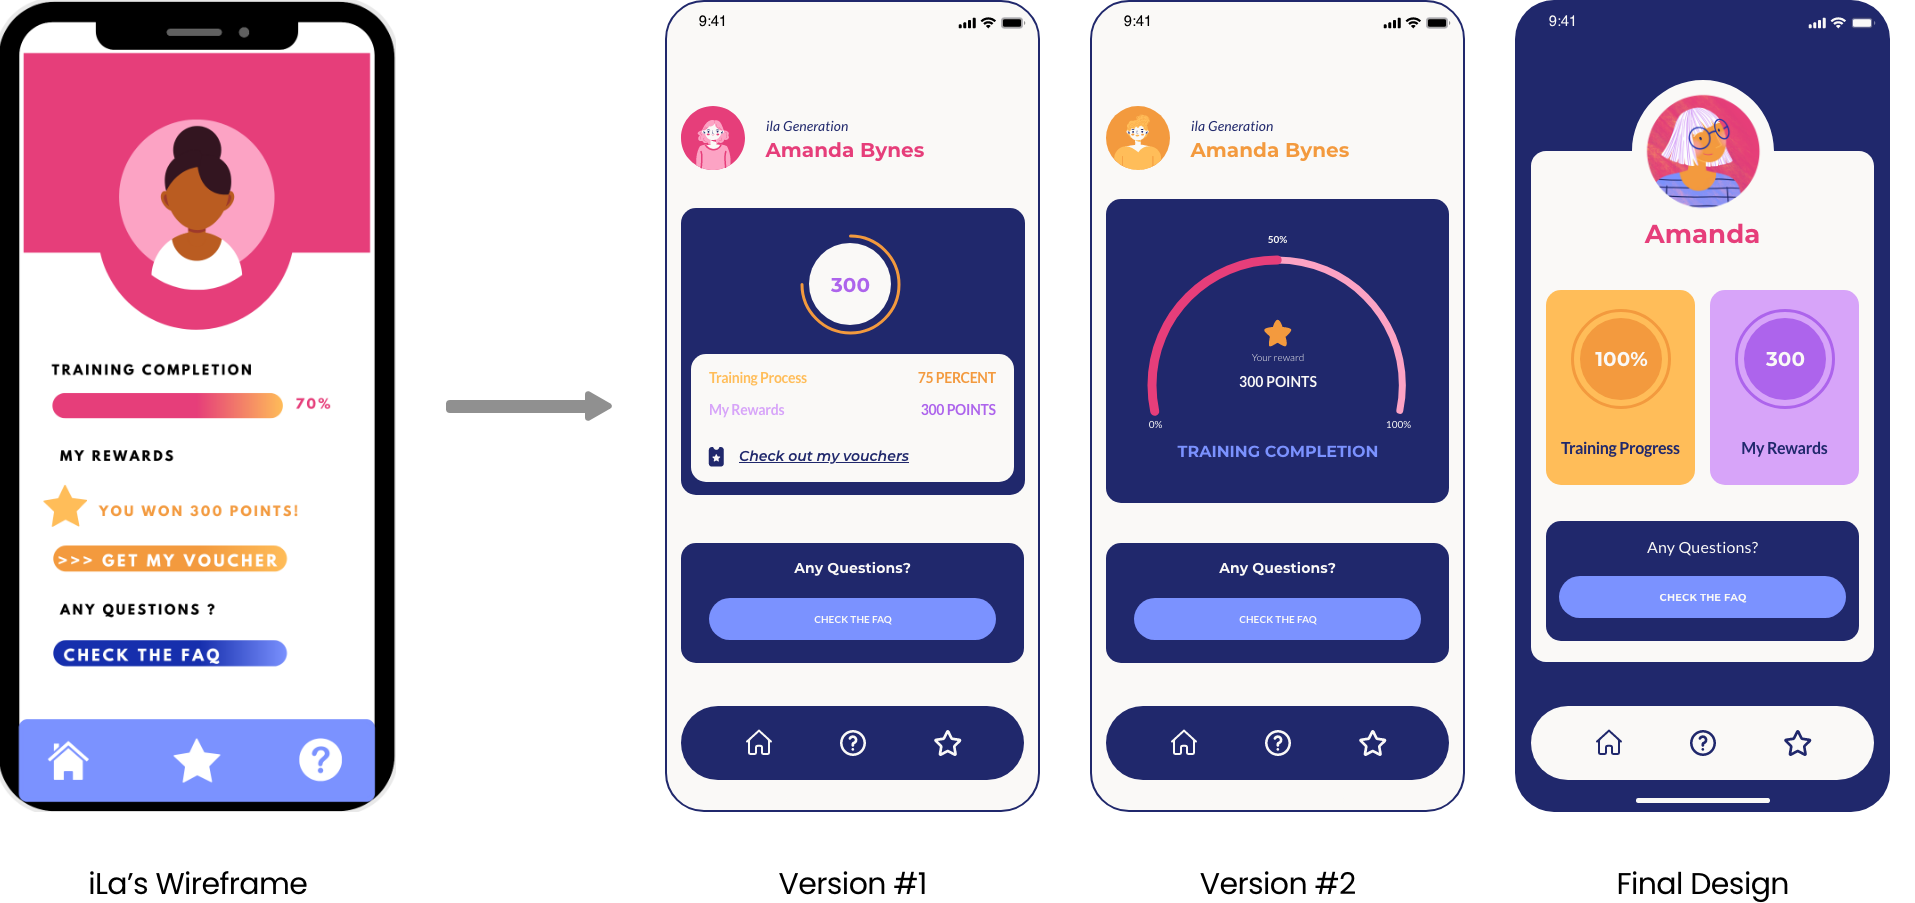 TRAINING COMPLETION
70%
MY REWARDS
YOU WON 300 POINTS!
>>> GET MY VOUCHER
ANY QUESTIONS ?
CHECK THE FAQ
?
iLa's Wireframe
9:41
ila Generation
Amanda Bynes
300
Training Process 75 PERCENT
My Rewards 300 POINTS
Check out my vouchers
Any Questions?
CHECK THE FAQ
?
Version #1
9:41
ila Generation
Amanda Bynes
50%
Your reward
300 POINTS
0% 100%
TRAINING COMPLETION
Any Questions?
CHECK THE FAQ
?
Version #2
9:41
Amanda
100% 300
Training Progress My Rewards
Any Questions?
CHECK THE FAQ
?
Final Design